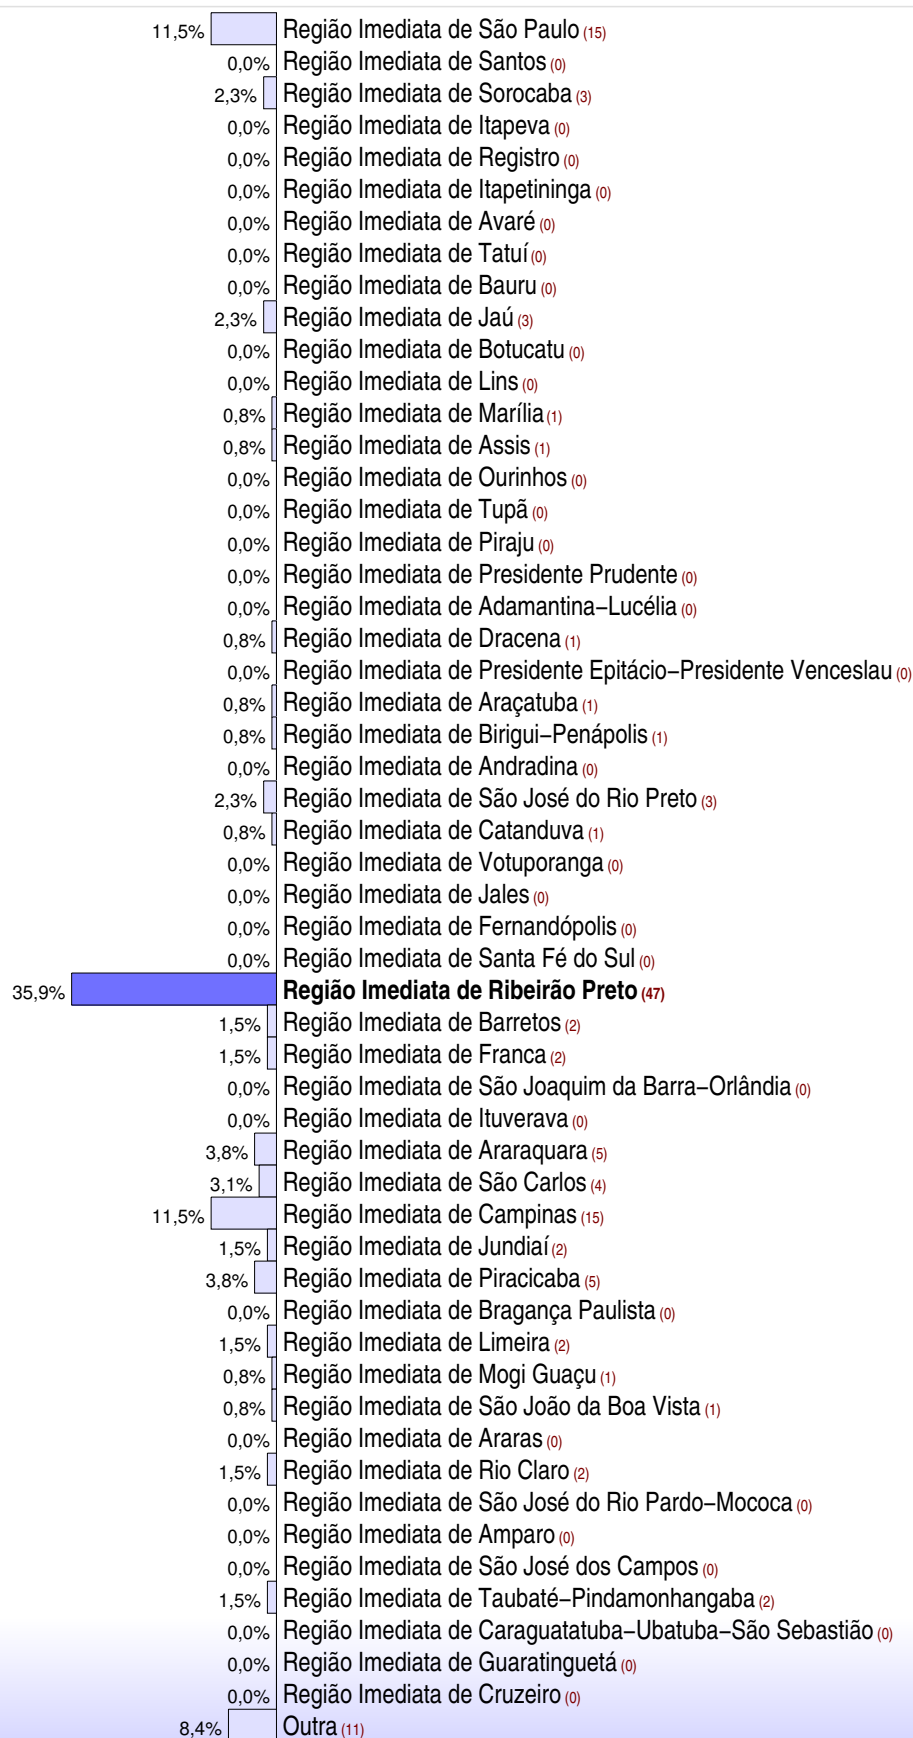 11,5% Região Imediata de São Paulo (15)
0,0% Região Imediata de Santos (0)
2,3% Região Imediata de Sorocaba (3)
0,0% Região Imediata de Itapeva (0)
0,0% Região Imediata de Registro (0)
0,0% Região Imediata de Itapetininga (0)
0,0% Região Imediata de Avaré (0)
0,0% Região Imediata de Tatuí (0)
0,0% Região Imediata de Bauru (0)
2,3% Região Imediata de Jaú (3)
0,0% Região Imediata de Botucatu (0)
0,0% Região Imediata de Lins (0)
0,8% Região Imediata de Marília (1)
0,8% Região Imediata de Assis (1)
0,0% Região Imediata de Ourinhos (0)
0,0% Região Imediata de Tupã (0)
0,0% Região Imediata de Piraju (0)
0,0% Região Imediata de Presidente Prudente (0)
0,0% Região Imediata de Adamantina–Lucélia (0)
0,8% Região Imediata de Dracena (1)
0,0% Região Imediata de Presidente Epitácio–Presidente Venceslau (0)
0,8% Região Imediata de Araçatuba (1)
0,8% Região Imediata de Birigui–Penápolis (1)
0,0% Região Imediata de Andradina (0)
2,3% Região Imediata de São José do Rio Preto (3)
0,8% Região Imediata de Catanduva (1)
0,0% Região Imediata de Votuporanga (0)
0,0% Região Imediata de Jales (0)
0,0% Região Imediata de Fernandópolis (0)
0,0% Região Imediata de Santa Fé do Sul (0)
35,9% Região Imediata de Ribeirão Preto (47)
1,5% Região Imediata de Barretos (2)
1,5% Região Imediata de Franca (2)
0,0% Região Imediata de São Joaquim da Barra–Orlândia (0)
0,0% Região Imediata de Ituverava (0)
3,8% Região Imediata de Araraquara (5)
3,1% Região Imediata de São Carlos (4)
11,5% Região Imediata de Campinas (15)
1,5% Região Imediata de Jundiaí (2)
3,8% Região Imediata de Piracicaba (5)
0,0% Região Imediata de Bragança Paulista (0)
1,5% Região Imediata de Limeira (2)
0,8% Região Imediata de Mogi Guaçu (1)
0,8% Região Imediata de São João da Boa Vista (1)
0,0% Região Imediata de Araras (0)
1,5% Região Imediata de Rio Claro (2)
0,0% Região Imediata de São José do Rio Pardo–Mococa (0)
0,0% Região Imediata de Amparo (0)
0,0% Região Imediata de São José dos Campos (0)
1,5% Região Imediata de Taubaté–Pindamonhangaba (2)
0,0% Região Imediata de Caraguatatuba–Ubatuba–São Sebastião (0)
0,0% Região Imediata de Guaratinguetá (0)
0,0% Região Imediata de Cruzeiro (0)
8,4% Outra (11)